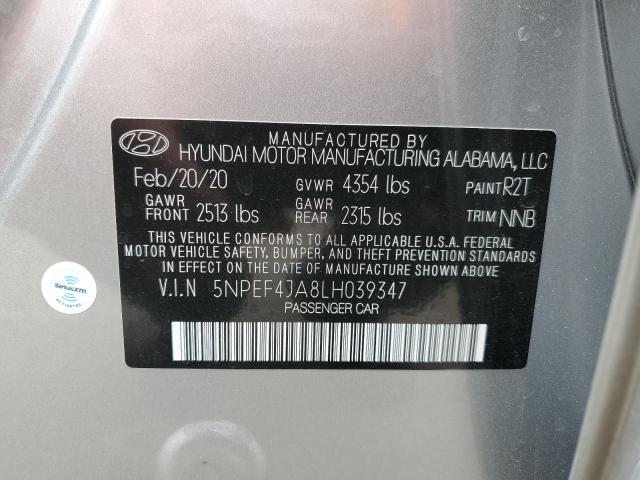 MANUFACTURED BY
HYUNDAI MOTOR MANUFACTURING ALABAMA, LLC
Feb/20/20 GVWR 4354 lbs PAINT R2T
GAWR FRONT 2513 lbs GAWR REAR 2315 lbs TRIM NNB
THIS VEHICLE CONFORMS TO ALL APPLICABLE U.S.A. FEDERAL
MOTOR VEHICLE SAFETY, BUMPER, AND THEFT PREVENTION STANDARDS
IN EFFECT ON THE DATE OF MANUFACTURE SHOWN ABOVE
V.I.N 5NPEF4JA8LH039347
PASSENGER CAR
SiriusXM
ACTIVATED